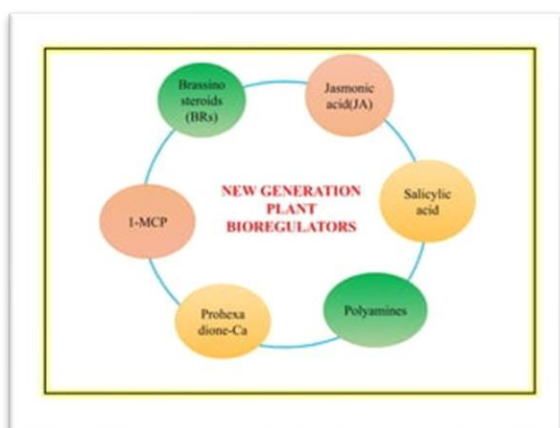 Brassino
steroids
(BRs)
Jasmonic
acid(JA)
Salicylic
acid
Polyamines
Prohexa
dione-Ca
1-MCP
NEW GENERATION
PLANT
BIOREGULATORS